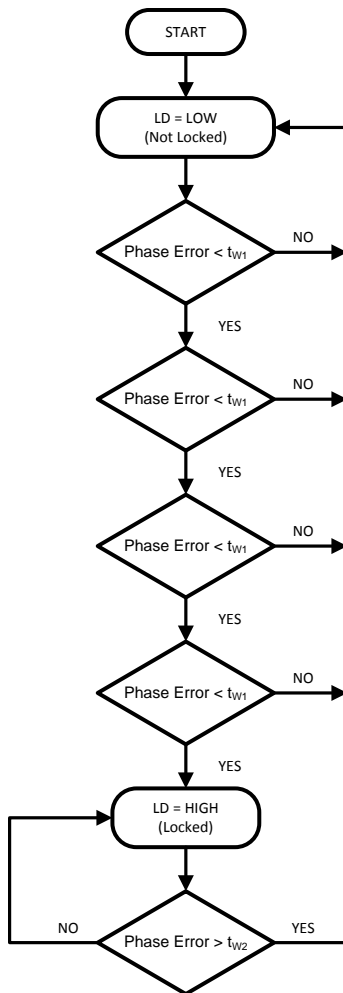 START
LD = LOW
(Not Locked)
Phase Error < tW1
NO
YES
Phase Error < tW1
NO
YES
Phase Error < tW1
NO
YES
Phase Error < tW1
NO
YES
LD = HIGH
(Locked)
NO
Phase Error > tW2
YES